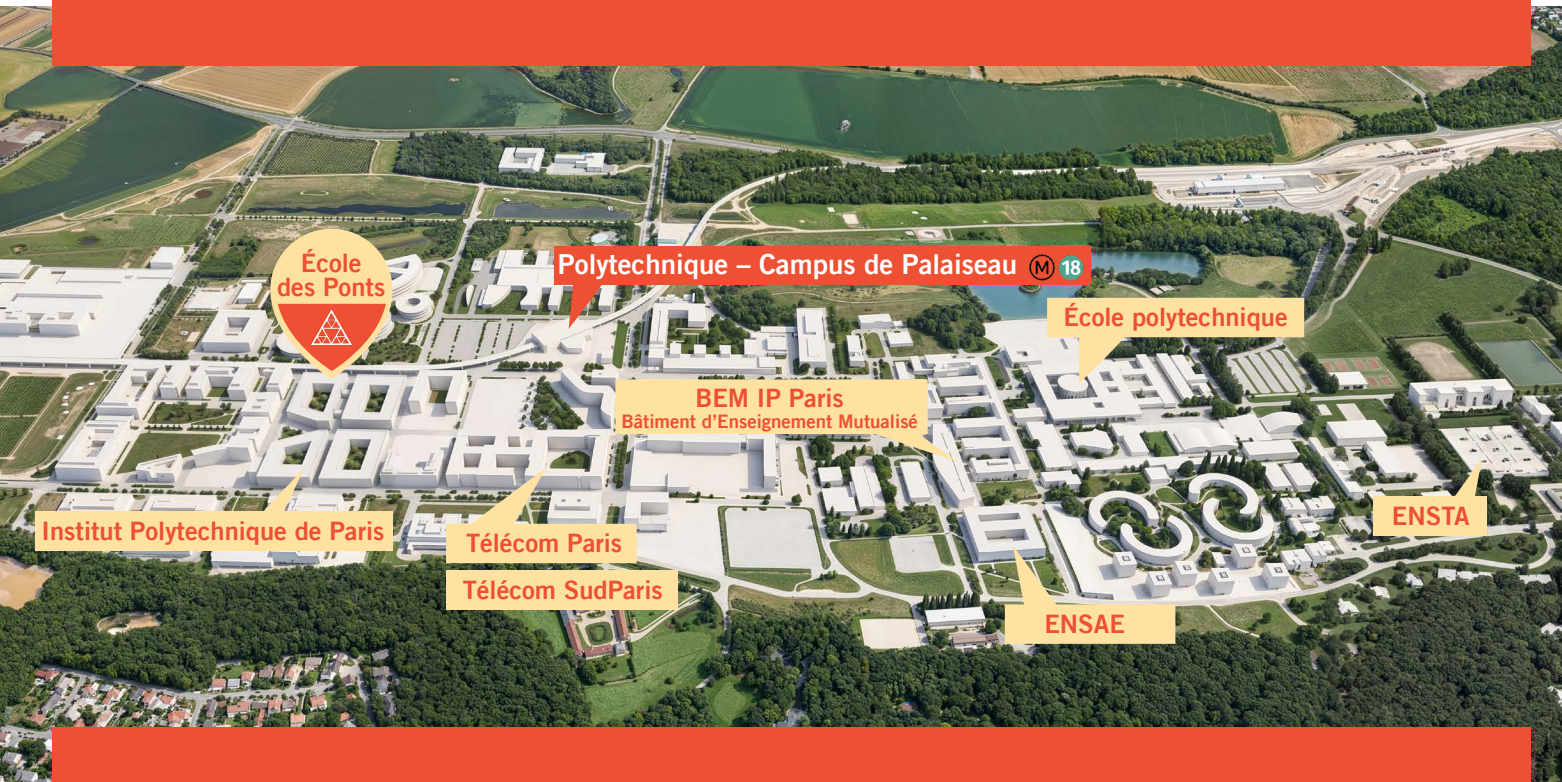 École
des Ponts
Polytechnique – Campus de Palaiseau M 18
École polytechnique
BEM IP Paris
Bâtiment d’Enseignement Mutualisé
Institut Polytechnique de Paris
Télécom Paris
Télécom SudParis
ENSTA
ENSAE